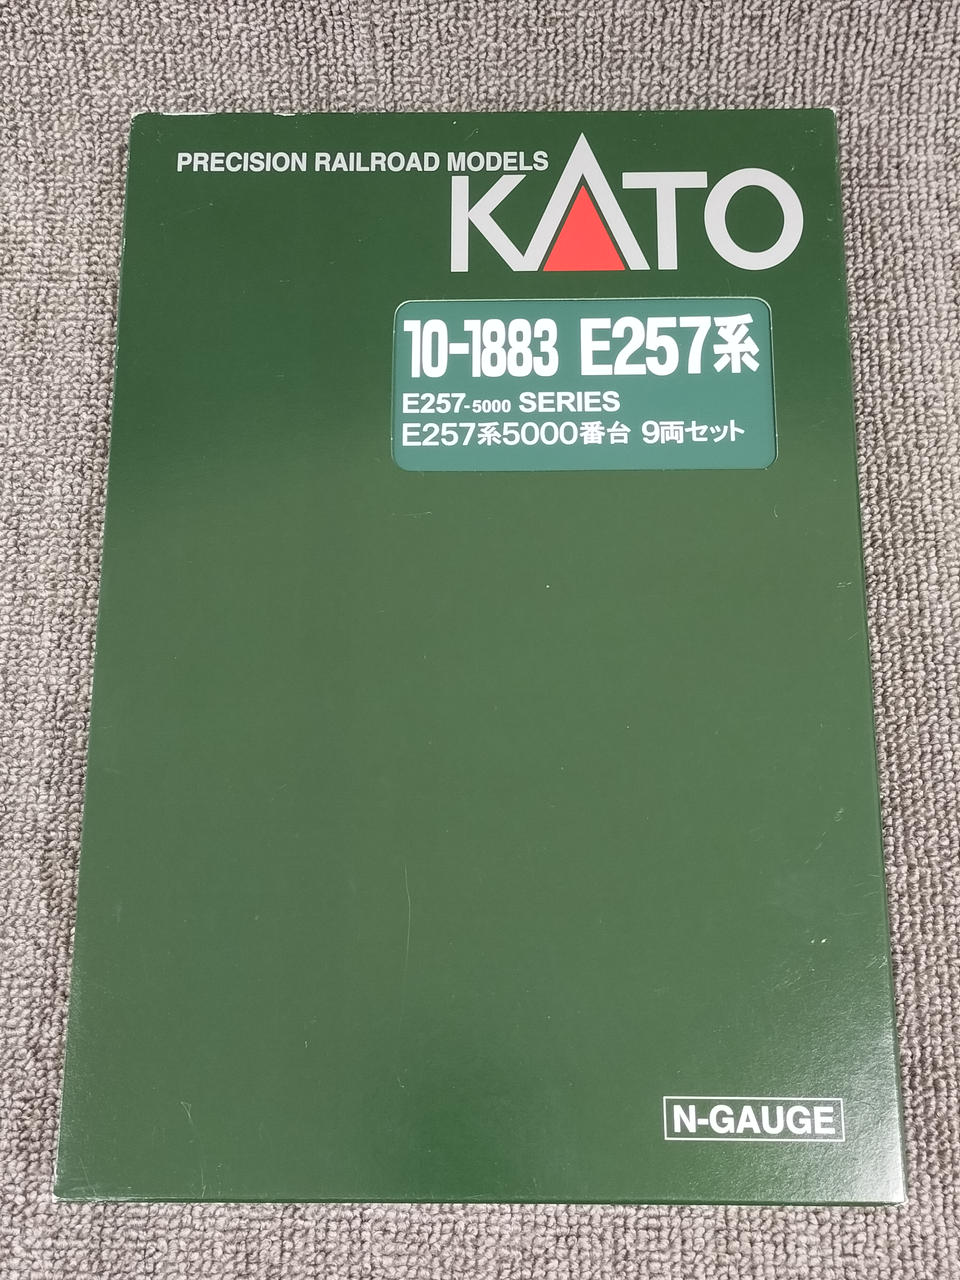 PRECISION RAILROAD MODELS
KATO
10-1883 E257系
E257-5000 SERIES
E257系5000番台 9両セット
N-GAUGE